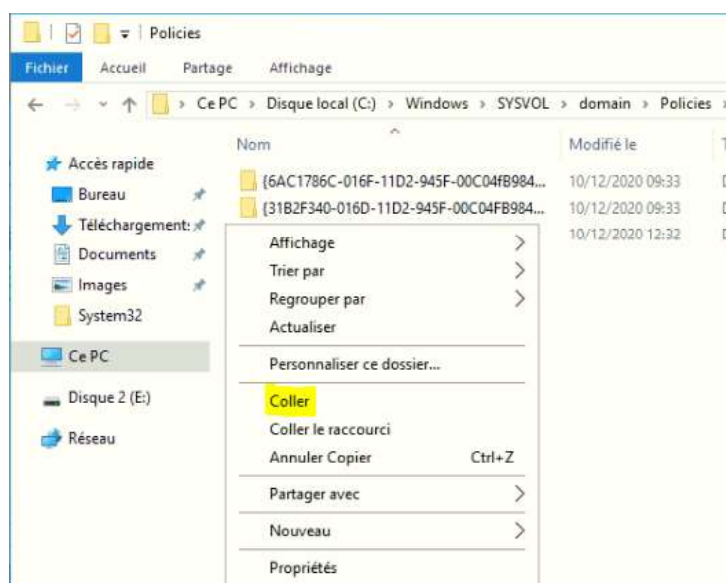 Policies
Fichier Accueil Partage Affichage
Ce PC > Disque local (C:) > Windows > SYSVOL > domain > Policies >
Nom Modifié le
Accès rapide
Bureau
Téléchargement:
Documents
Images
System32
Ce PC
Disque 2 (E:)
Réseau
{6AC1786C-016F-11D2-945F-00C04fB984... 10/12/2020 09:33
{31B2F340-016D-11D2-945F-00C04FB984... 10/12/2020 09:33
10/12/2020 12:32
Affichage >
Trier par >
Regrouper par >
Actualiser
Personnaliser ce dossier...
Coller
Coller le raccourci
Annuler Copier Ctrl+Z
Partager avec >
Nouveau >
Propriétés